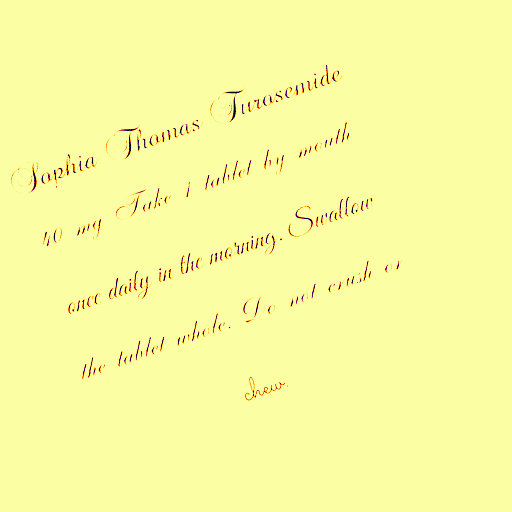 Sophia Thomas Furosemide
40 mg Take 1 tablet by mouth
once daily in the morning. Swallow
the tablet whole. Do not crush or
chew.